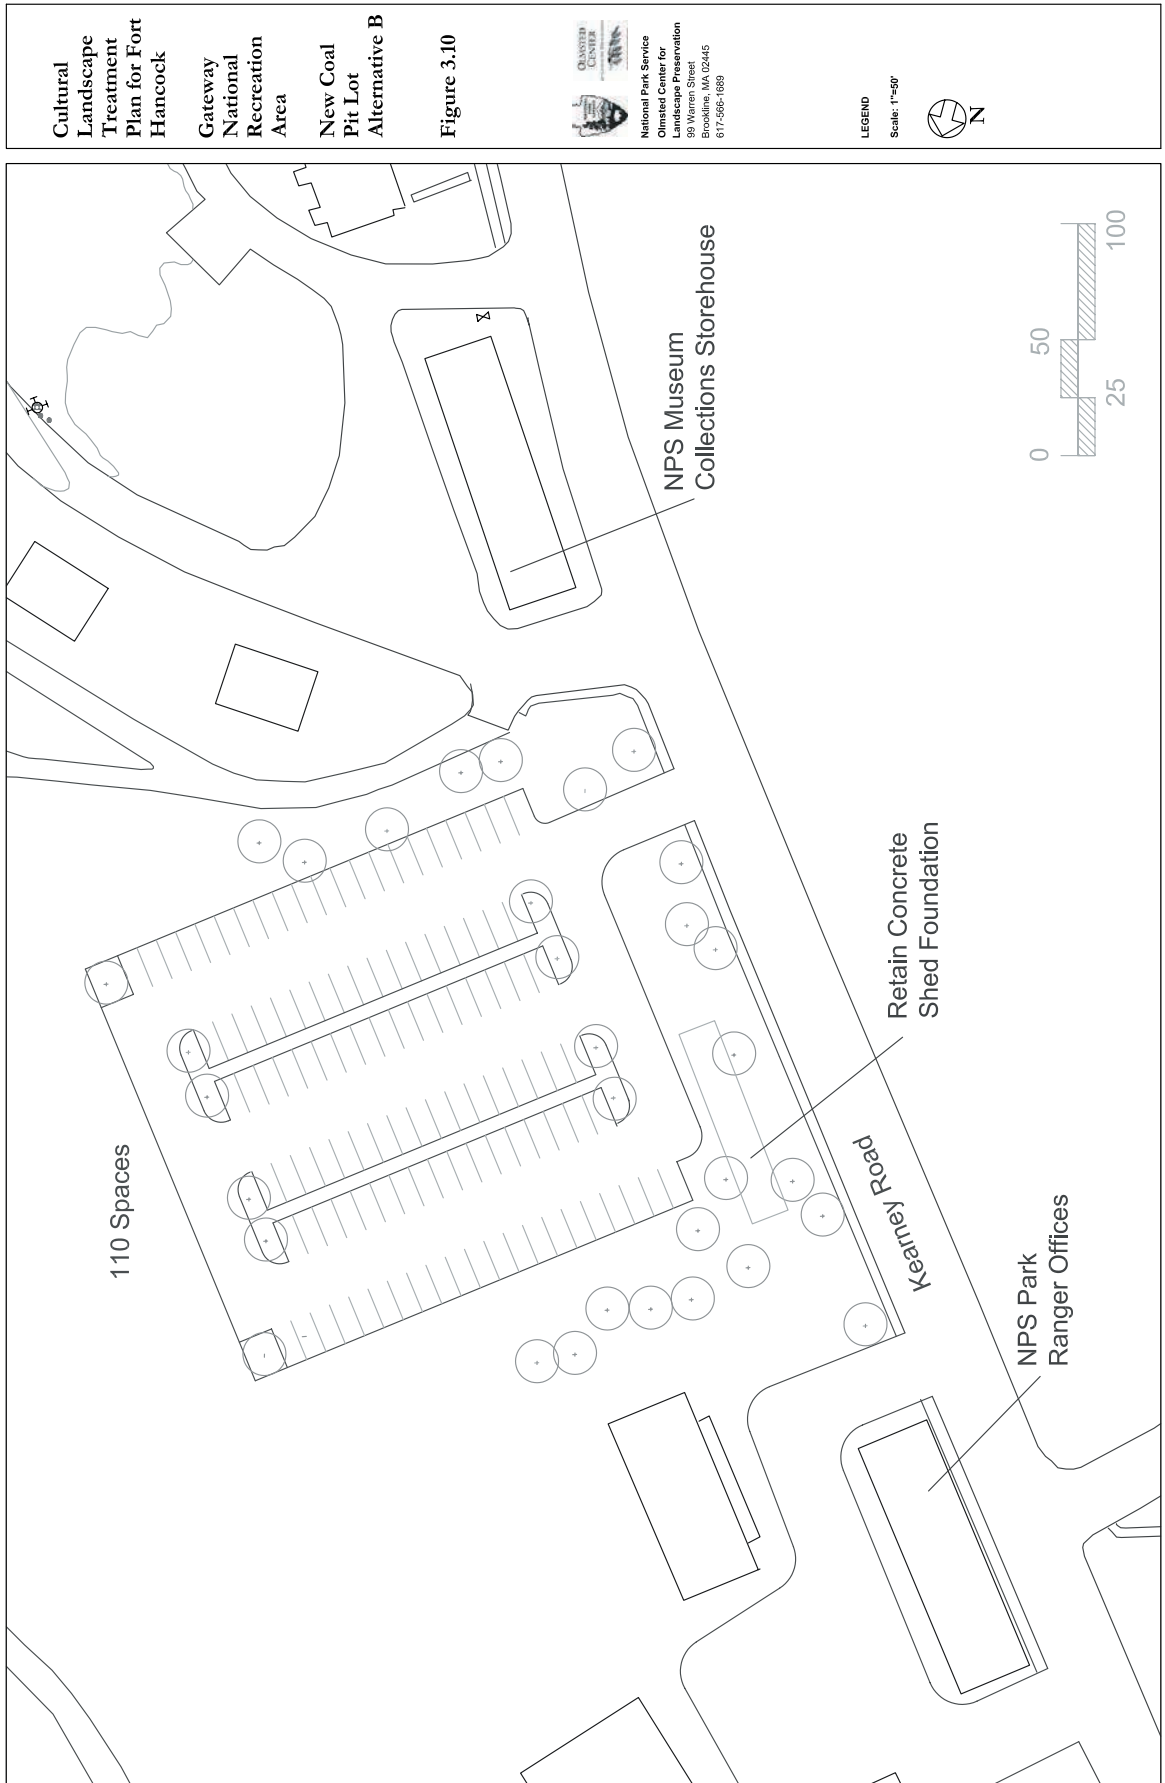 Cultural
Landscape
Treatment
Plan for Fort
Hancock
Gateway
National
Recreation
Area
New Coal
Pit Lot
Alternative B
Figure 3.10
OLMSTED
CENTER
National Park Service
Olmsted Center for
Landscape Preservation
99 Warren Street
Brookline, MA 02445
617-566-1689
LEGEND
Scale: 1"=50'
N
110 Spaces
NPS Museum
Collections Storehouse
Retain Concrete
Shed Foundation
Kearney Road
NPS Park
Ranger Offices
0
25
50
100